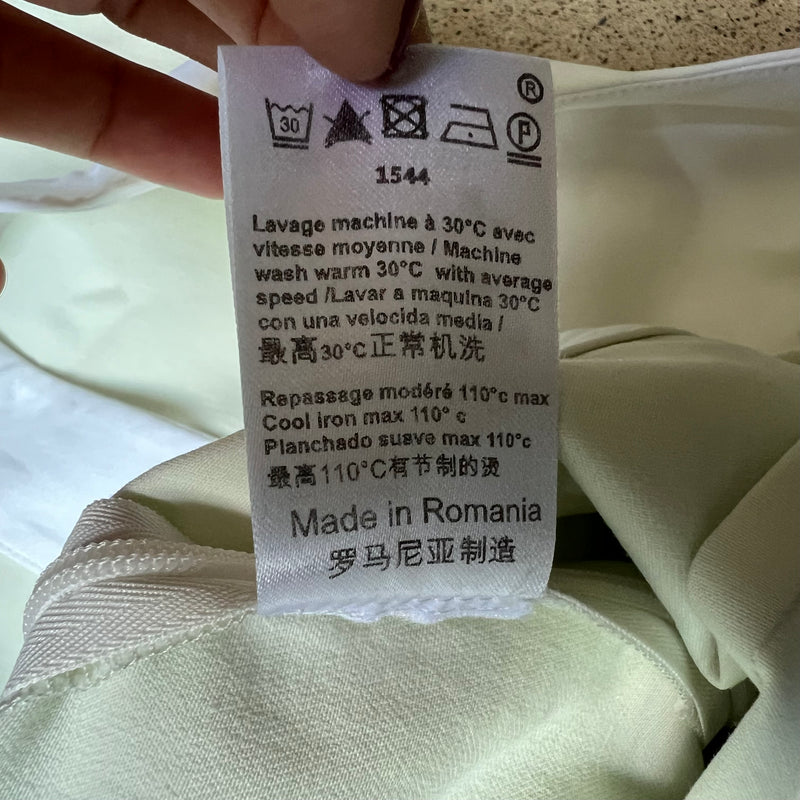 ®
30
P
1544
Lavage machine à 30°C avec
vitesse moyenne / Machine
wash warm 30°C with average
speed /Lavar a maquina 30°C
con una velocida media /
最高30°C正常机洗
Repassage modéré 110°c max
Cool iron max 110° c
Planchado suave max 110°c
最高110°C有节制的烫
Made in Romania
罗马尼亚制造